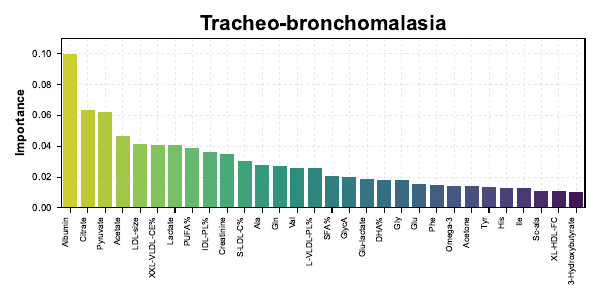 Tracheo-bronchomalasia
Importance
0.10
0.08
0.06
0.04
0.02
0.00
Albumin
Citrate
Pyruvate
Acetate
LDL-size
XXL-VLDL-CE%
Lactate
PUFA%
IDL-PL%
Creatinine
S-LDL-C%
Ala
Gln
Val
L-VLDL-PL%
SFA%
GlycA
Glu-lactate
DHA%
Gly
Glu
Phe
Omega-3
Acetone
Tyr
His
Ile
Sc-ala
XL-HDL-FC
3-Hydroxybutyrate